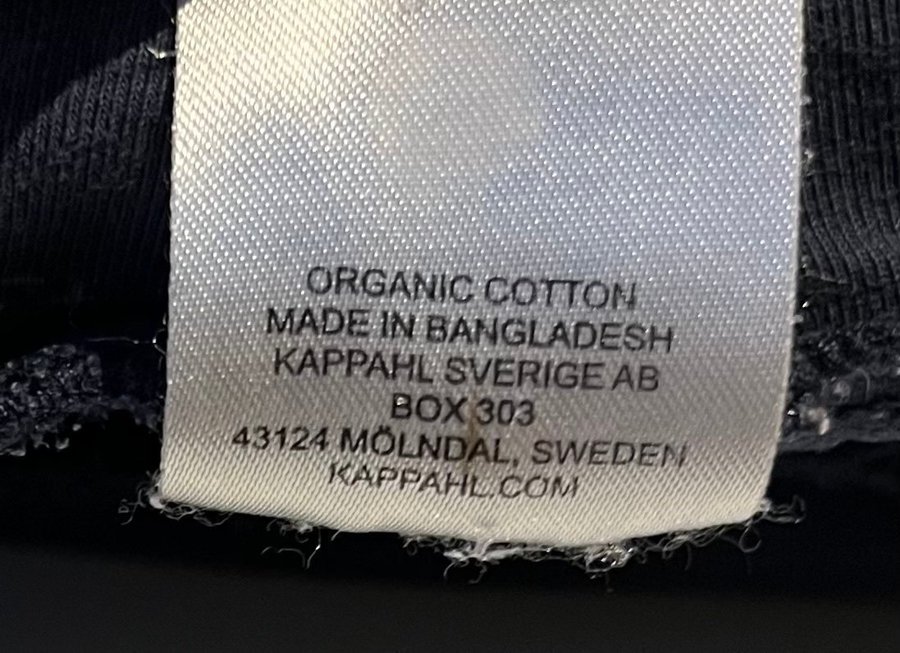 ORGANIC COTTON
MADE IN BANGLADESH
KAPPAHL SVERIGE AB
BOX 303
43124 MÖLNDAL, SWEDEN
KAPPAHL.COM